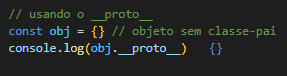 // usando o __proto__
const obj = {} // objeto sem classe-pai
console.log(obj.__proto__)   {}